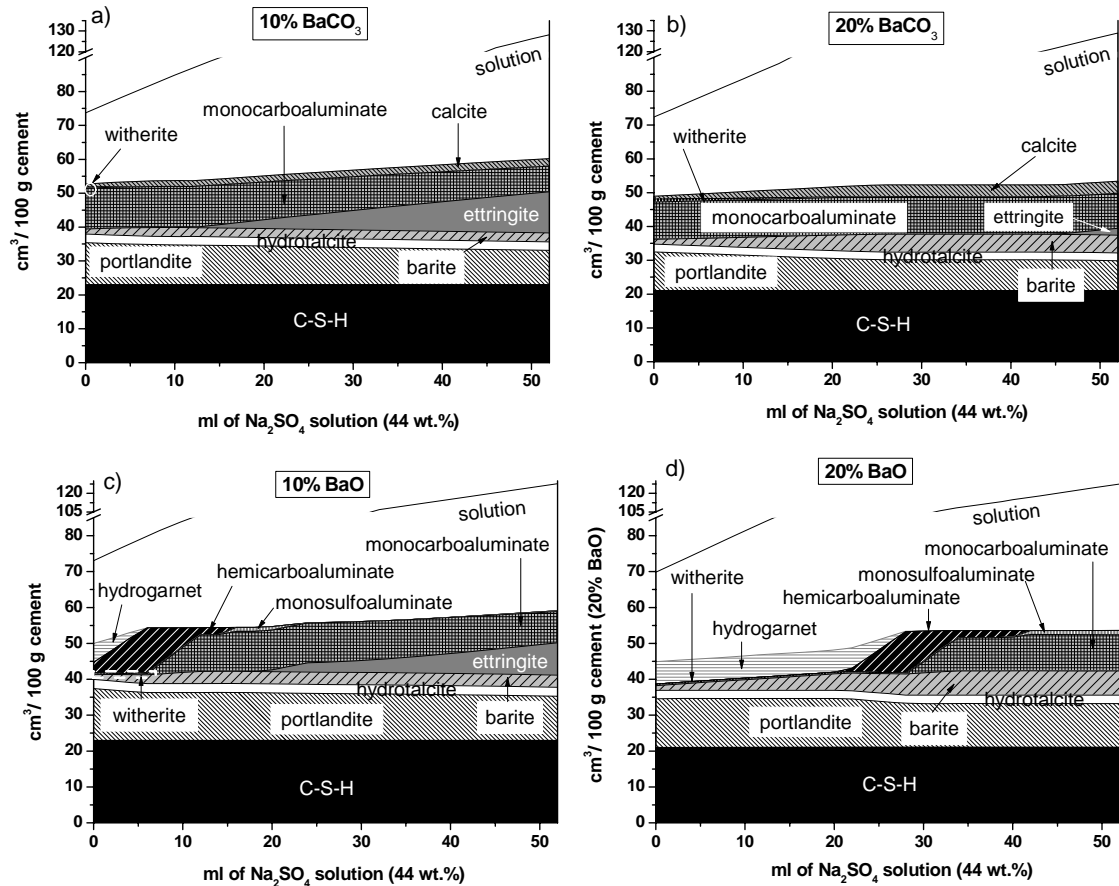 a)
10% BaCO3
130
120
90
80
70
60
50
40
30
20
10
0
cm3/ 100 g cement
solution
monocarboaluminate
calcite
witherite
ettringite
hydrotalcite
portlandite
barite
C-S-H
0 10 20 30 40 50
ml of Na2SO4 solution (44 wt.%)
b)
20% BaCO3
130
120
90
80
70
60
50
40
30
20
10
0
cm3/ 100 g cement
solution
witherite
calcite
monocarboaluminate
ettringite
hydrotalcite
portlandite
barite
C-S-H
0 10 20 30 40 50
ml of Na2SO4 solution (44 wt.%)
c)
10% BaO
120
105
80
70
60
50
40
30
20
10
0
cm3/ 100 g cement
solution
monocarboaluminate
hemicarboaluminate
hydrogarnet
monosulfoaluminate
ettringite
hydrotalcite
witherite
portlandite
barite
C-S-H
0 10 20 30 40 50
ml of Na2SO4 solution (44 wt.%)
d)
20% BaO
120
105
80
70
60
50
40
30
20
10
0
cm3/ 100 g cement (20% BaO)
solution
monocarboaluminate
witherite
monosulfoaluminate
hemicarboaluminate
hydrogarnet
hydrotalcite
portlandite
barite
C-S-H
0 10 20 30 40 50
ml of Na2SO4 solution (44 wt.%)